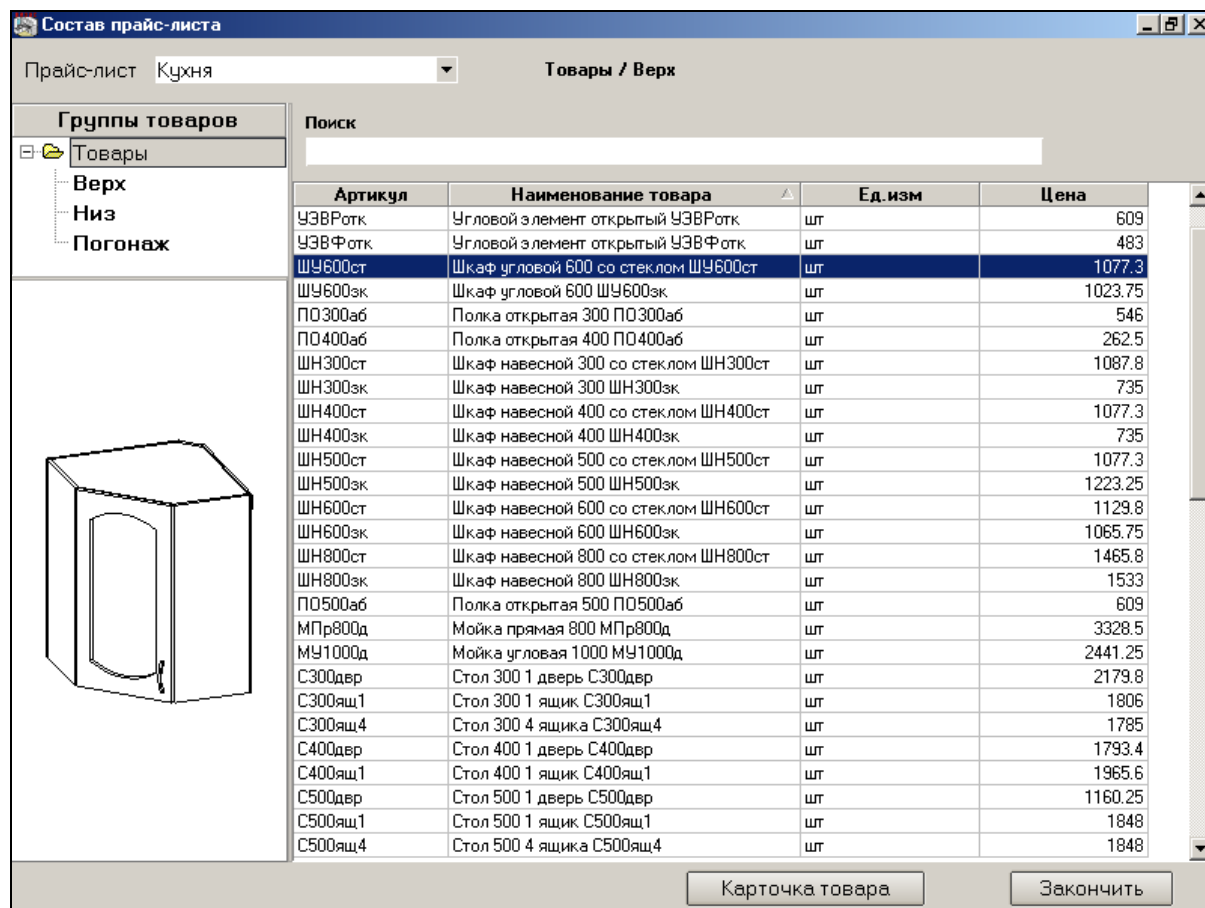 Состав прайс-листа
Прайс-лист Кухня Товары / Верх
Группы товаров
Товары
Верх
Низ
Погонаж
Поиск
Артикул Наименование товара Ед.изм Цена
УЭВРотк Угловой элемент открытый УЭВРотк шт 609
УЭВФотк Угловой элемент открытый УЭВФотк шт 483
ШУ600ст Шкаф угловой 600 со стеклом ШУ600ст шт 1077.3
ШУ600зк Шкаф угловой 600 ШУ600зк шт 1023.75
ПО300аб Полка открытая 300 ПО300аб шт 546
ПО400аб Полка открытая 400 ПО400аб шт 262.5
ШН300ст Шкаф навесной 300 со стеклом ШН300ст шт 1087.8
ШН300зк Шкаф навесной 300 ШН300зк шт 735
ШН400ст Шкаф навесной 400 со стеклом ШН400ст шт 1077.3
ШН400зк Шкаф навесной 400 ШН400зк шт 735
ШН500ст Шкаф навесной 500 со стеклом ШН500ст шт 1077.3
ШН500зк Шкаф навесной 500 ШН500зк шт 1223.25
ШН600ст Шкаф навесной 600 со стеклом ШН600ст шт 1129.8
ШН600зк Шкаф навесной 600 ШН600зк шт 1065.75
ШН800ст Шкаф навесной 800 со стеклом ШН800ст шт 1465.8
ШН800зк Шкаф навесной 800 ШН800зк шт 1533
ПО500аб Полка открытая 500 ПО500аб шт 609
МПр800д Мойка прямая 800 МПр800д шт 3328.5
МУ1000д Мойка угловая 1000 МУ1000д шт 2441.25
С300двр Стол 300 1 дверь С300двр шт 2179.8
С300ящ1 Стол 300 1 ящик С300ящ1 шт 1806
С300ящ4 Стол 300 4 ящика С300ящ4 шт 1785
С400двр Стол 400 1 дверь С400двр шт 1793.4
С400ящ1 Стол 400 1 ящик С400ящ1 шт 1965.6
С500двр Стол 500 1 дверь С500двр шт 1160.25
С500ящ1 Стол 500 1 ящик С500ящ1 шт 1848
С500ящ4 Стол 500 4 ящика С500ящ4 шт 1848
Карточка товара Закончить